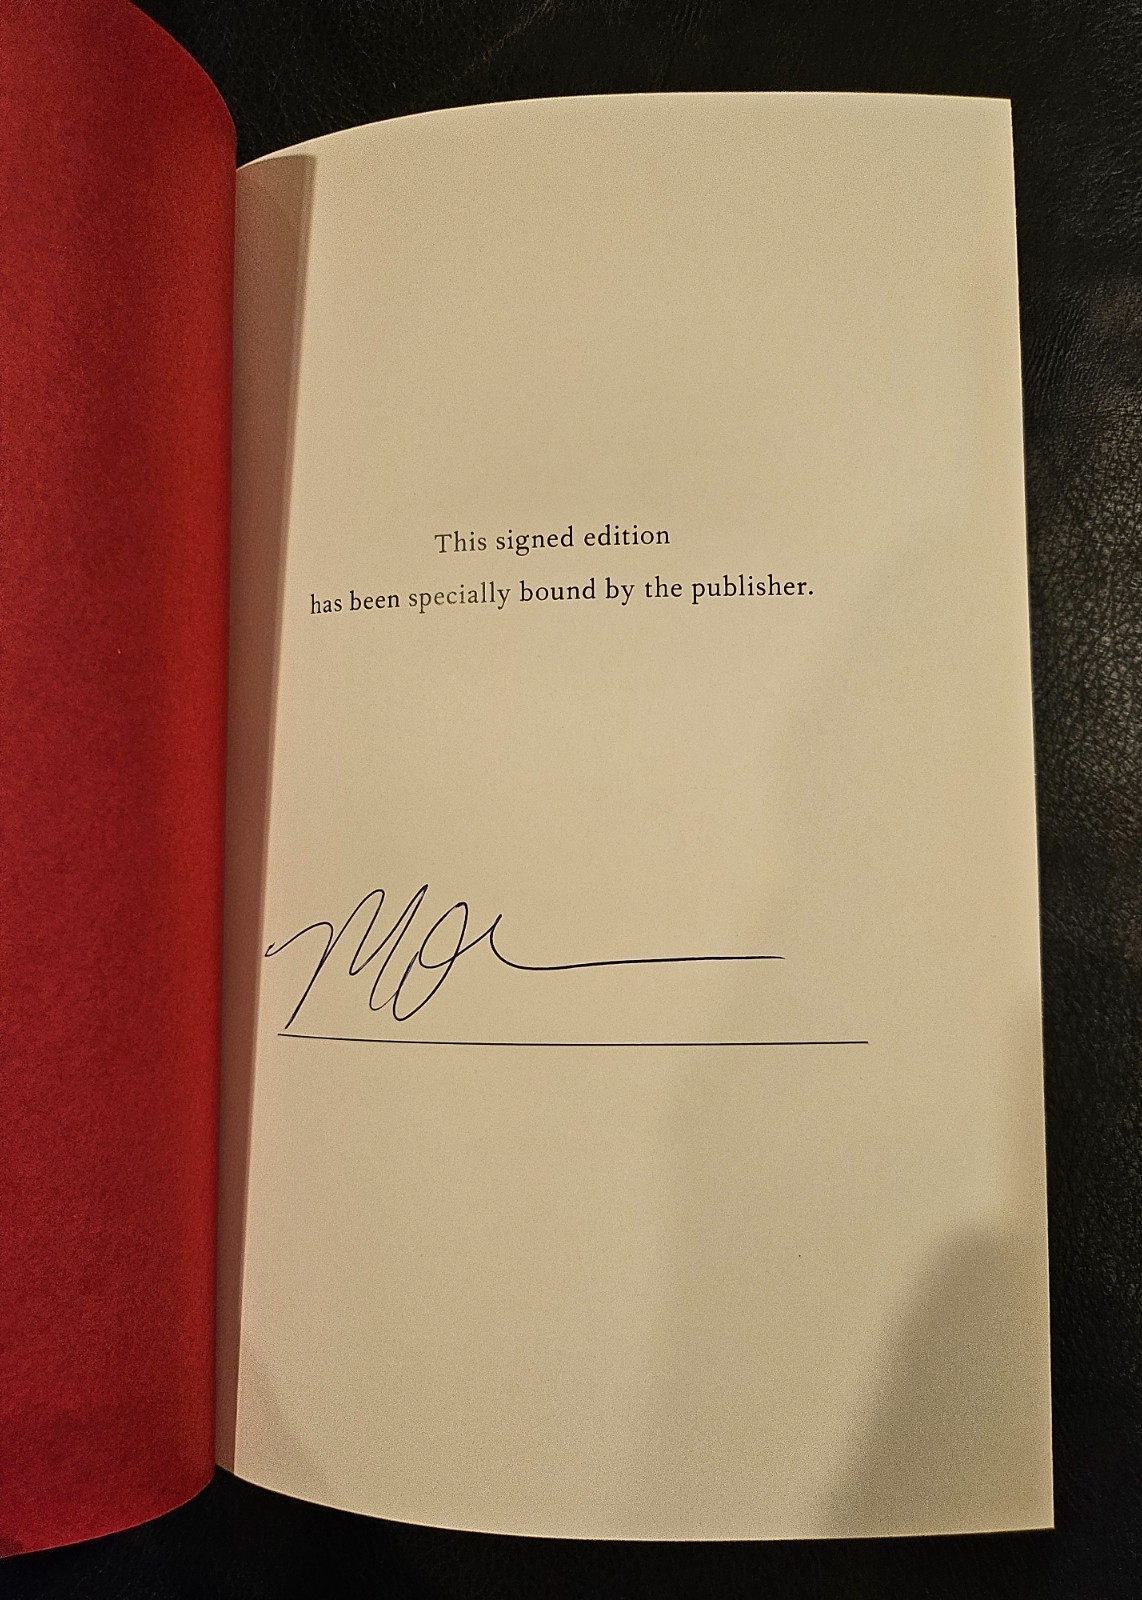 This signed edition
has been specially bound by the publisher.